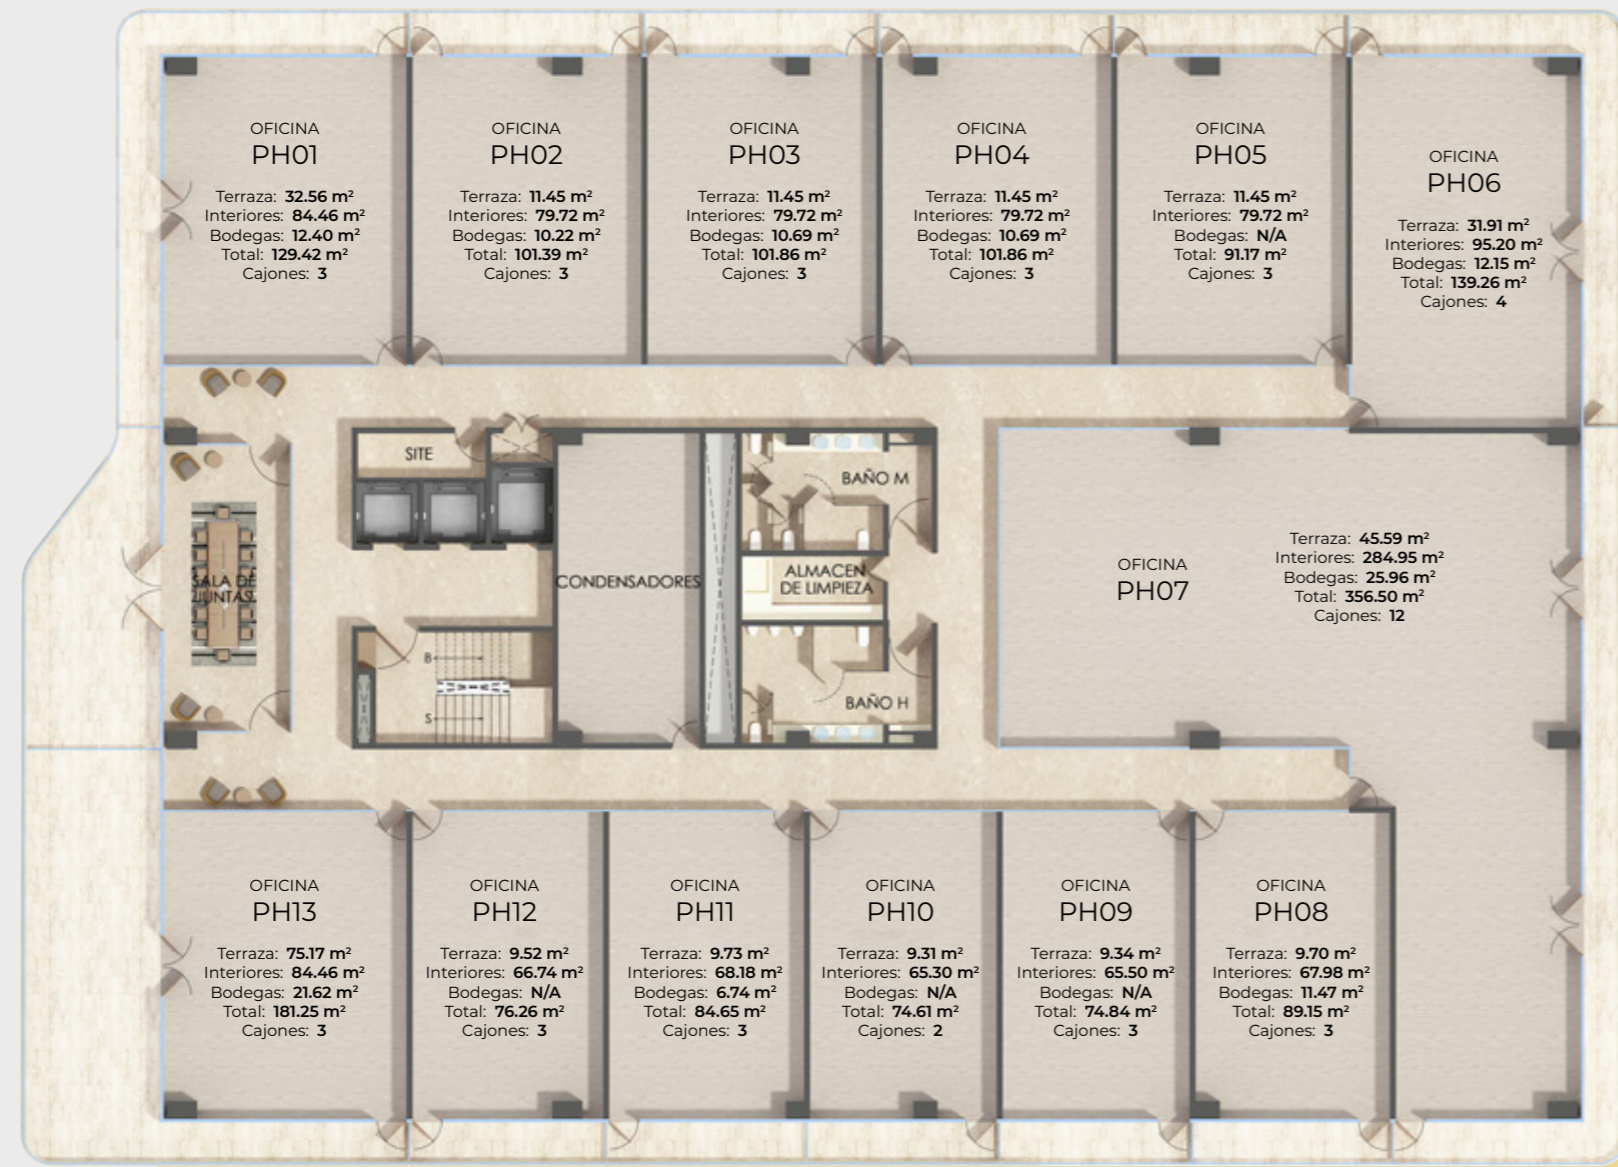 OFICINA
PH01
Terraza: 32.56 m²
Interiores: 84.46 m²
Bodegas: 12.40 m²
Total: 129.42 m²
Cajones: 3
OFICINA
PH02
Terraza: 11.45 m²
Interiores: 79.72 m²
Bodegas: 10.22 m²
Total: 101.39 m²
Cajones: 3
OFICINA
PH03
Terraza: 11.45 m²
Interiores: 79.72 m²
Bodegas: 10.69 m²
Total: 101.86 m²
Cajones: 3
OFICINA
PH04
Terraza: 11.45 m²
Interiores: 79.72 m²
Bodegas: 10.69 m²
Total: 101.86 m²
Cajones: 3
OFICINA
PH05
Terraza: 11.45 m²
Interiores: 79.72 m²
Bodegas: N/A
Total: 91.17 m²
Cajones: 3
OFICINA
PH06
Terraza: 31.91 m²
Interiores: 95.20 m²
Bodegas: 12.15 m²
Total: 139.26 m²
Cajones: 4
SITE
BAÑO M
SALA DE
JUNTAS
CONDENSADORES
ALMACEN
DE LIMPIEZA
B
S
BAÑO H
OFICINA
PH07
Terraza: 45.59 m²
Interiores: 284.95 m²
Bodegas: 25.96 m²
Total: 356.50 m²
Cajones: 12
OFICINA
PH13
Terraza: 75.17 m²
Interiores: 84.46 m²
Bodegas: 21.62 m²
Total: 181.25 m²
Cajones: 3
OFICINA
PH12
Terraza: 9.52 m²
Interiores: 66.74 m²
Bodegas: N/A
Total: 76.26 m²
Cajones: 3
OFICINA
PH11
Terraza: 9.73 m²
Interiores: 68.18 m²
Bodegas: 6.74 m²
Total: 84.65 m²
Cajones: 3
OFICINA
PH10
Terraza: 9.31 m²
Interiores: 65.30 m²
Bodegas: N/A
Total: 74.61 m²
Cajones: 2
OFICINA
PH09
Terraza: 9.34 m²
Interiores: 65.50 m²
Bodegas: N/A
Total: 74.84 m²
Cajones: 3
OFICINA
PH08
Terraza: 9.70 m²
Interiores: 67.98 m²
Bodegas: 11.47 m²
Total: 89.15 m²
Cajones: 3